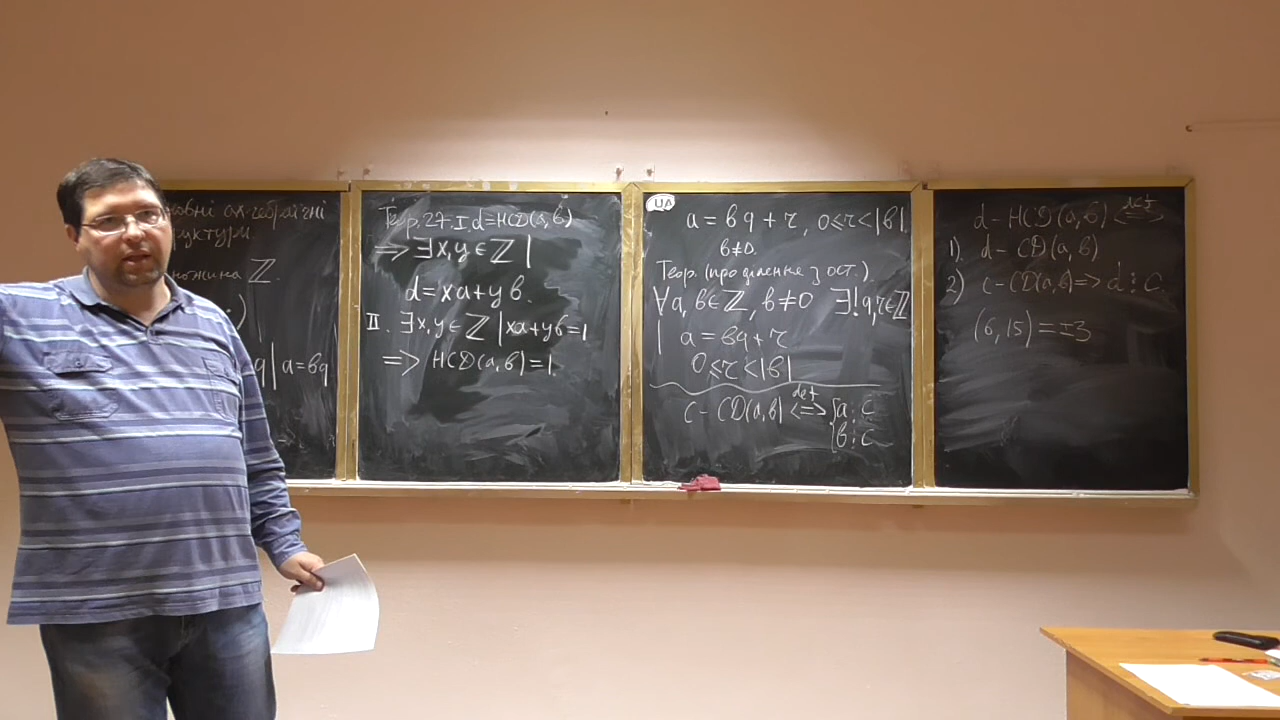 Z.
q | a = bq
Теор. 27. I. d = НСД(a, b)
⇒ ∃x, y ∈ ℤ |
d = xa + yb.
II. ∃x, y ∈ ℤ | xa + yb = 1
⇒ НСД(a, b) = 1.
UA
a = bq + r, 0 ⩽ r < |b|
b ≠ 0.
Теор. (про ділення з ост.).
∀a, b ∈ ℤ, b ≠ 0 ∃! q, r ∈ ℤ
| a = bq + r
0 ⩽ r < |b|
c – СД(a, b) ⇔ def { a ⋮ c
b ⋮ c
d – НСД(a, b) ⇔ def
1). d – СД(a, b)
2) c – СД(a, b) ⇒ d ⋮ c.
(6, 15) = ±3